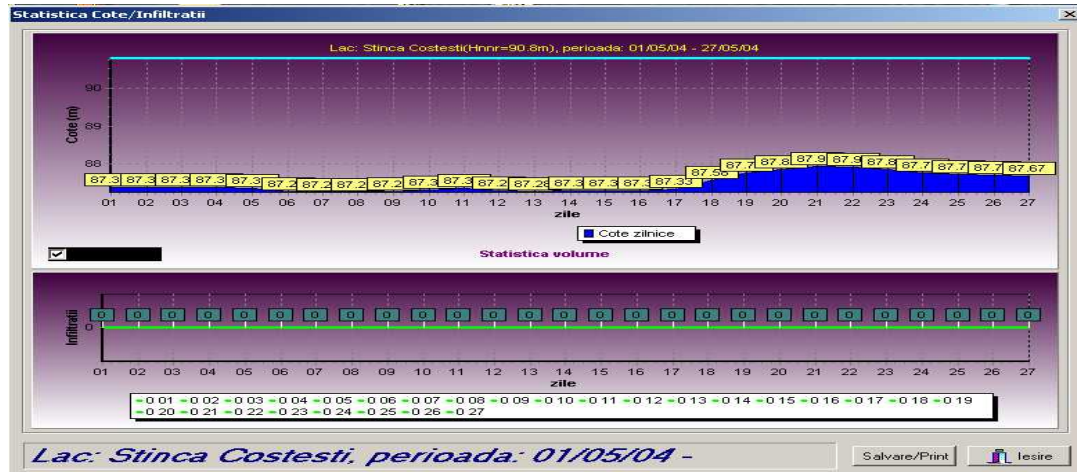 Statistica Cote/Infiltratii
Lac: Stinca Costesti(Hnnr=90.8m), perioada: 01/05/04 - 27/05/04
Cote (m)
90
89
88
87.3 87.3 87.3 87.3 87.3 87.2 87.2 87.2 87.2 87.3 87.3 87.2 87.28 87.3 87.3 87.3 87.33 87.58 87.7 87.8 87.9 87.9 87.8 87.7 87.7 87.7 87.67
01 02 03 04 05 06 07 08 09 10 11 12 13 14 15 16 17 18 19 20 21 22 23 24 25 26 27
zile
Cote zilnice
Statistica volume
Infiltratii
0
0 0 0 0 0 0 0 0 0 0 0 0 0 0 0 0 0 0 0 0 0 0 0 0 0 0 0
01 02 03 04 05 06 07 08 09 10 11 12 13 14 15 16 17 18 19 20 21 22 23 24 25 26 27
zile
0 01 0 02 0 03 0 04 0 05 0 06 0 07 0 08 0 09 0 10 0 11 0 12 0 13 0 14 0 15 0 16 0 17 0 18 0 19
0 20 0 21 0 22 0 23 0 24 0 25 0 26 0 27
Lac: Stinca Costesti, perioada: 01/05/04 -
Salvare/Print
Iesire